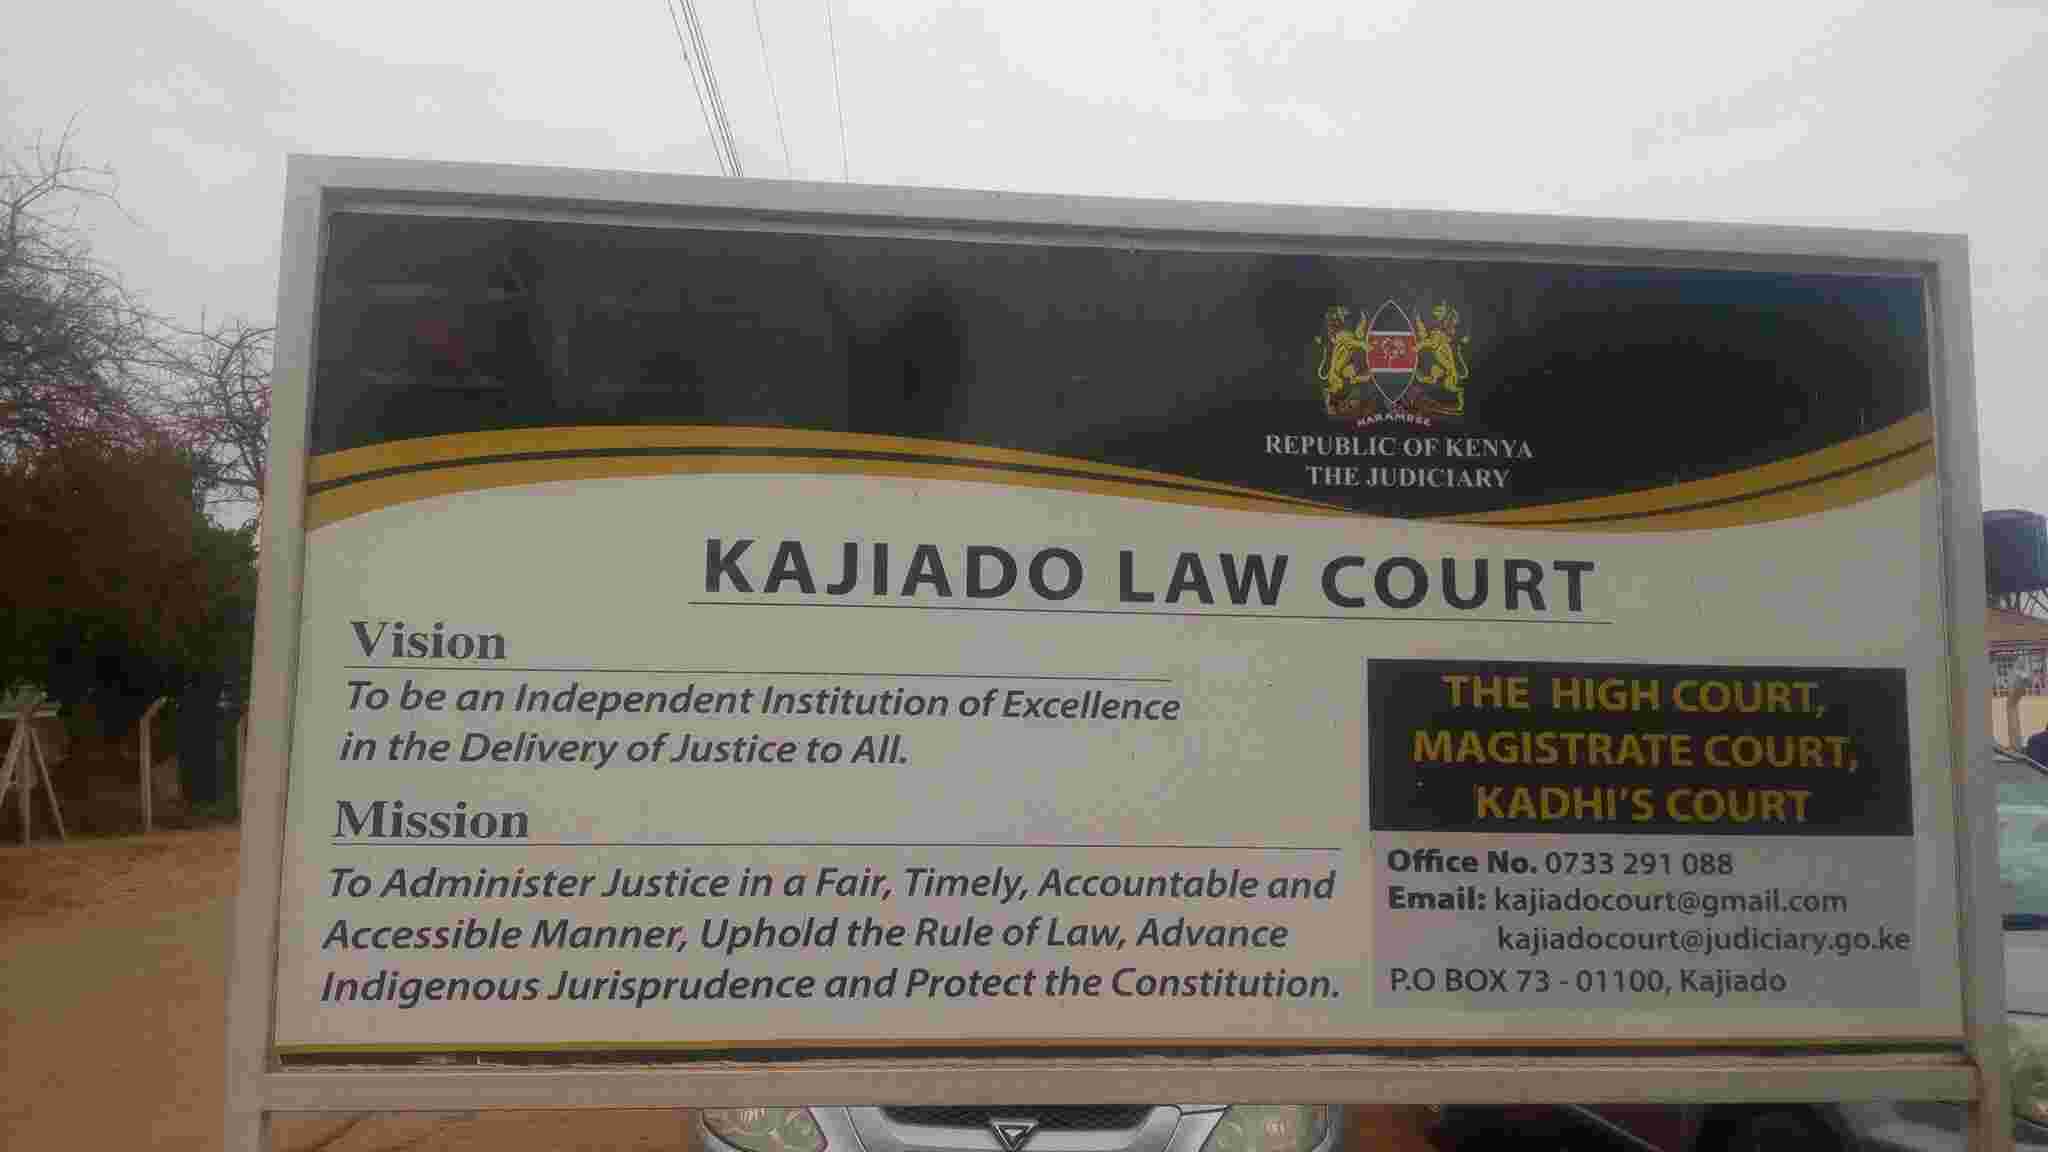 HARAMBEE
REPUBLIC OF KENYA
THE JUDICIARY
KAJIADO LAW COURT
Vision
To be an Independent Institution of Excellence
in the Delivery of Justice to All.
Mission
To Administer Justice in a Fair, Timely, Accountable and
Accessible Manner, Uphold the Rule of Law, Advance
Indigenous Jurisprudence and Protect the Constitution.
THE HIGH COURT,
MAGISTRATE COURT,
KADHI'S COURT
Office No. 0733 291 088
Email: kajiadocourt@gmail.com
kajiadocourt@judiciary.go.ke
P.O BOX 73 - 01100, Kajiado